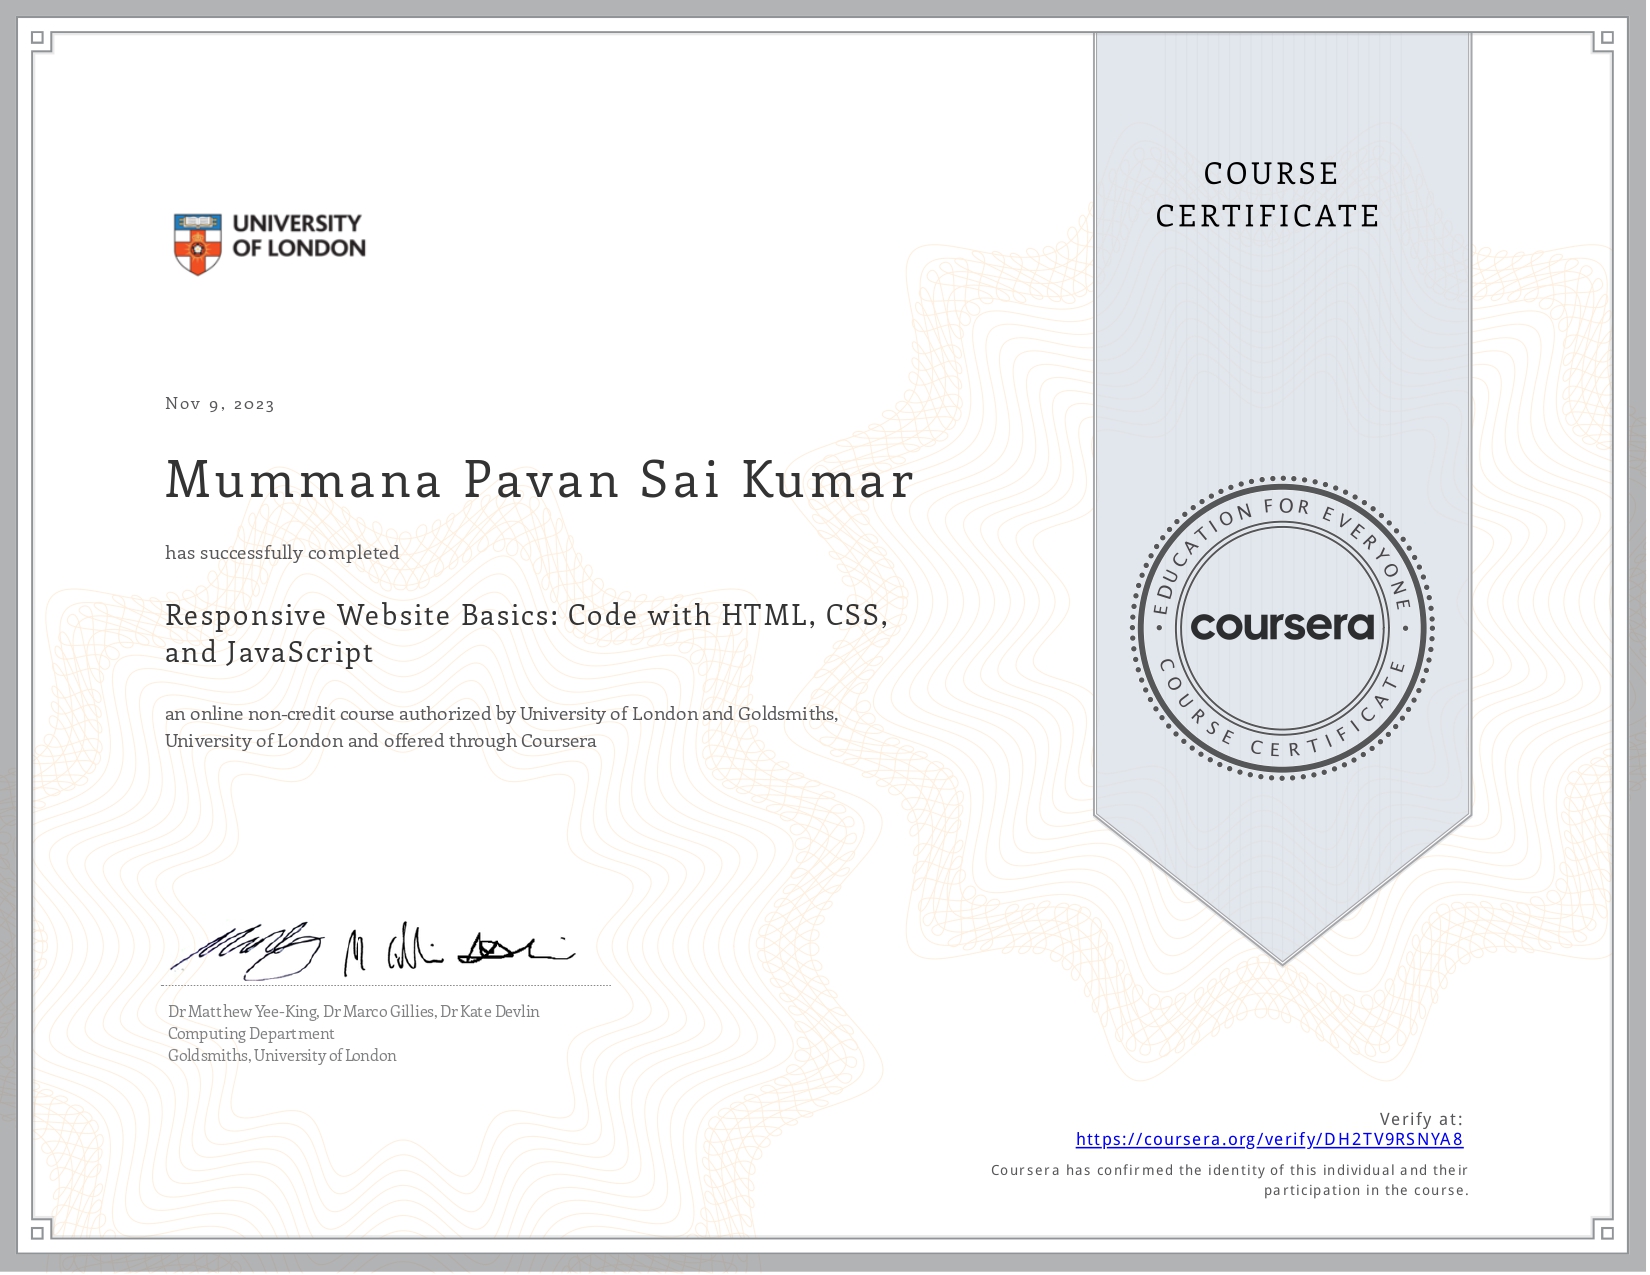 COURSE
CERTIFICATE
UNIVERSITY
OF LONDON
Nov 9, 2023
Mummana Pavan Sai Kumar
has successfully completed
Responsive Website Basics: Code with HTML, CSS,
and JavaScript
an online non-credit course authorized by University of London and Goldsmiths,
University of London and offered through Coursera
EDUCATION FOR EVERYONE
coursera
COURSE CERTIFICATE
Dr Matthew Yee-King, Dr Marco Gillies, Dr Kate Devlin
Computing Department
Goldsmiths, University of London
Verify at:
https://coursera.org/verify/DH2TV9RSNYA8
Coursera has confirmed the identity of this individual and their
participation in the course.